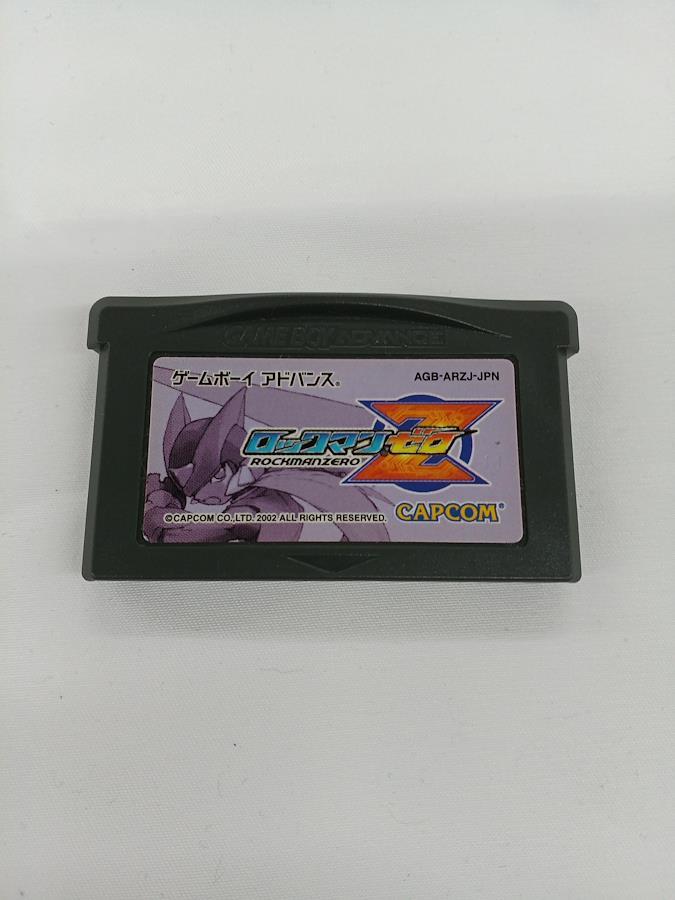 GAME BOY ADVANCE
ゲームボーイ アドバンス®
AGB-ARZJ-JPN
ロックマンゼロ
ROCKMANZERO
Z
©CAPCOM CO., LTD. 2002 ALL RIGHTS RESERVED.
CAPCOM®